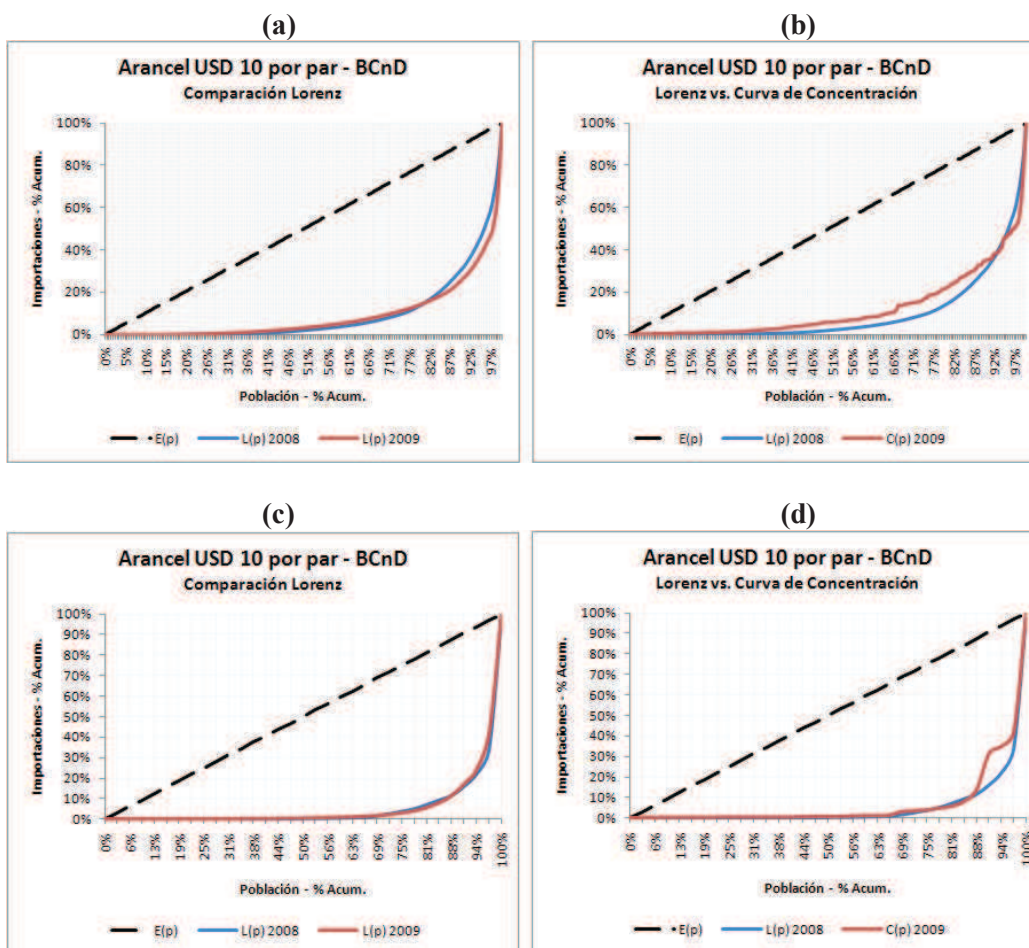 (a)
Arancel USD 10 por par - BCnD
Comparación Lorenz
Importaciones - % Acum.
100%
80%
60%
40%
20%
0%
0% 5% 10% 15% 20% 26% 31% 36% 41% 46% 51% 56% 61% 66% 71% 77% 82% 87% 92% 97%
Población - % Acum.
E(p) L(p) 2008 L(p) 2009
(b)
Arancel USD 10 por par - BCnD
Lorenz vs. Curva de Concentración
Importaciones - % Acum.
100%
80%
60%
40%
20%
0%
0% 5% 10% 15% 20% 26% 31% 36% 41% 46% 51% 56% 61% 66% 71% 77% 82% 87% 92% 97%
Población - % Acum.
E(p) L(p) 2008 C(p) 2009
(c)
Arancel USD 10 por par - BCnD
Comparación Lorenz
Importaciones - % Acum.
100%
90%
80%
70%
60%
50%
40%
30%
20%
10%
0%
0% 6% 13% 19% 25% 31% 38% 44% 50% 56% 63% 69% 75% 81% 88% 94% 100%
Población - % Acum.
E(p) L(p) 2008 L(p) 2009
(d)
Arancel USD 10 por par - BCnD
Lorenz vs. Curva de Concentración
Importaciones - % Acum.
100%
90%
80%
70%
60%
50%
40%
30%
20%
10%
0%
0% 6% 13% 19% 25% 31% 38% 44% 50% 56% 63% 69% 75% 81% 88% 94% 100%
Población - % Acum.
E(p) L(p) 2008 C(p) 2009